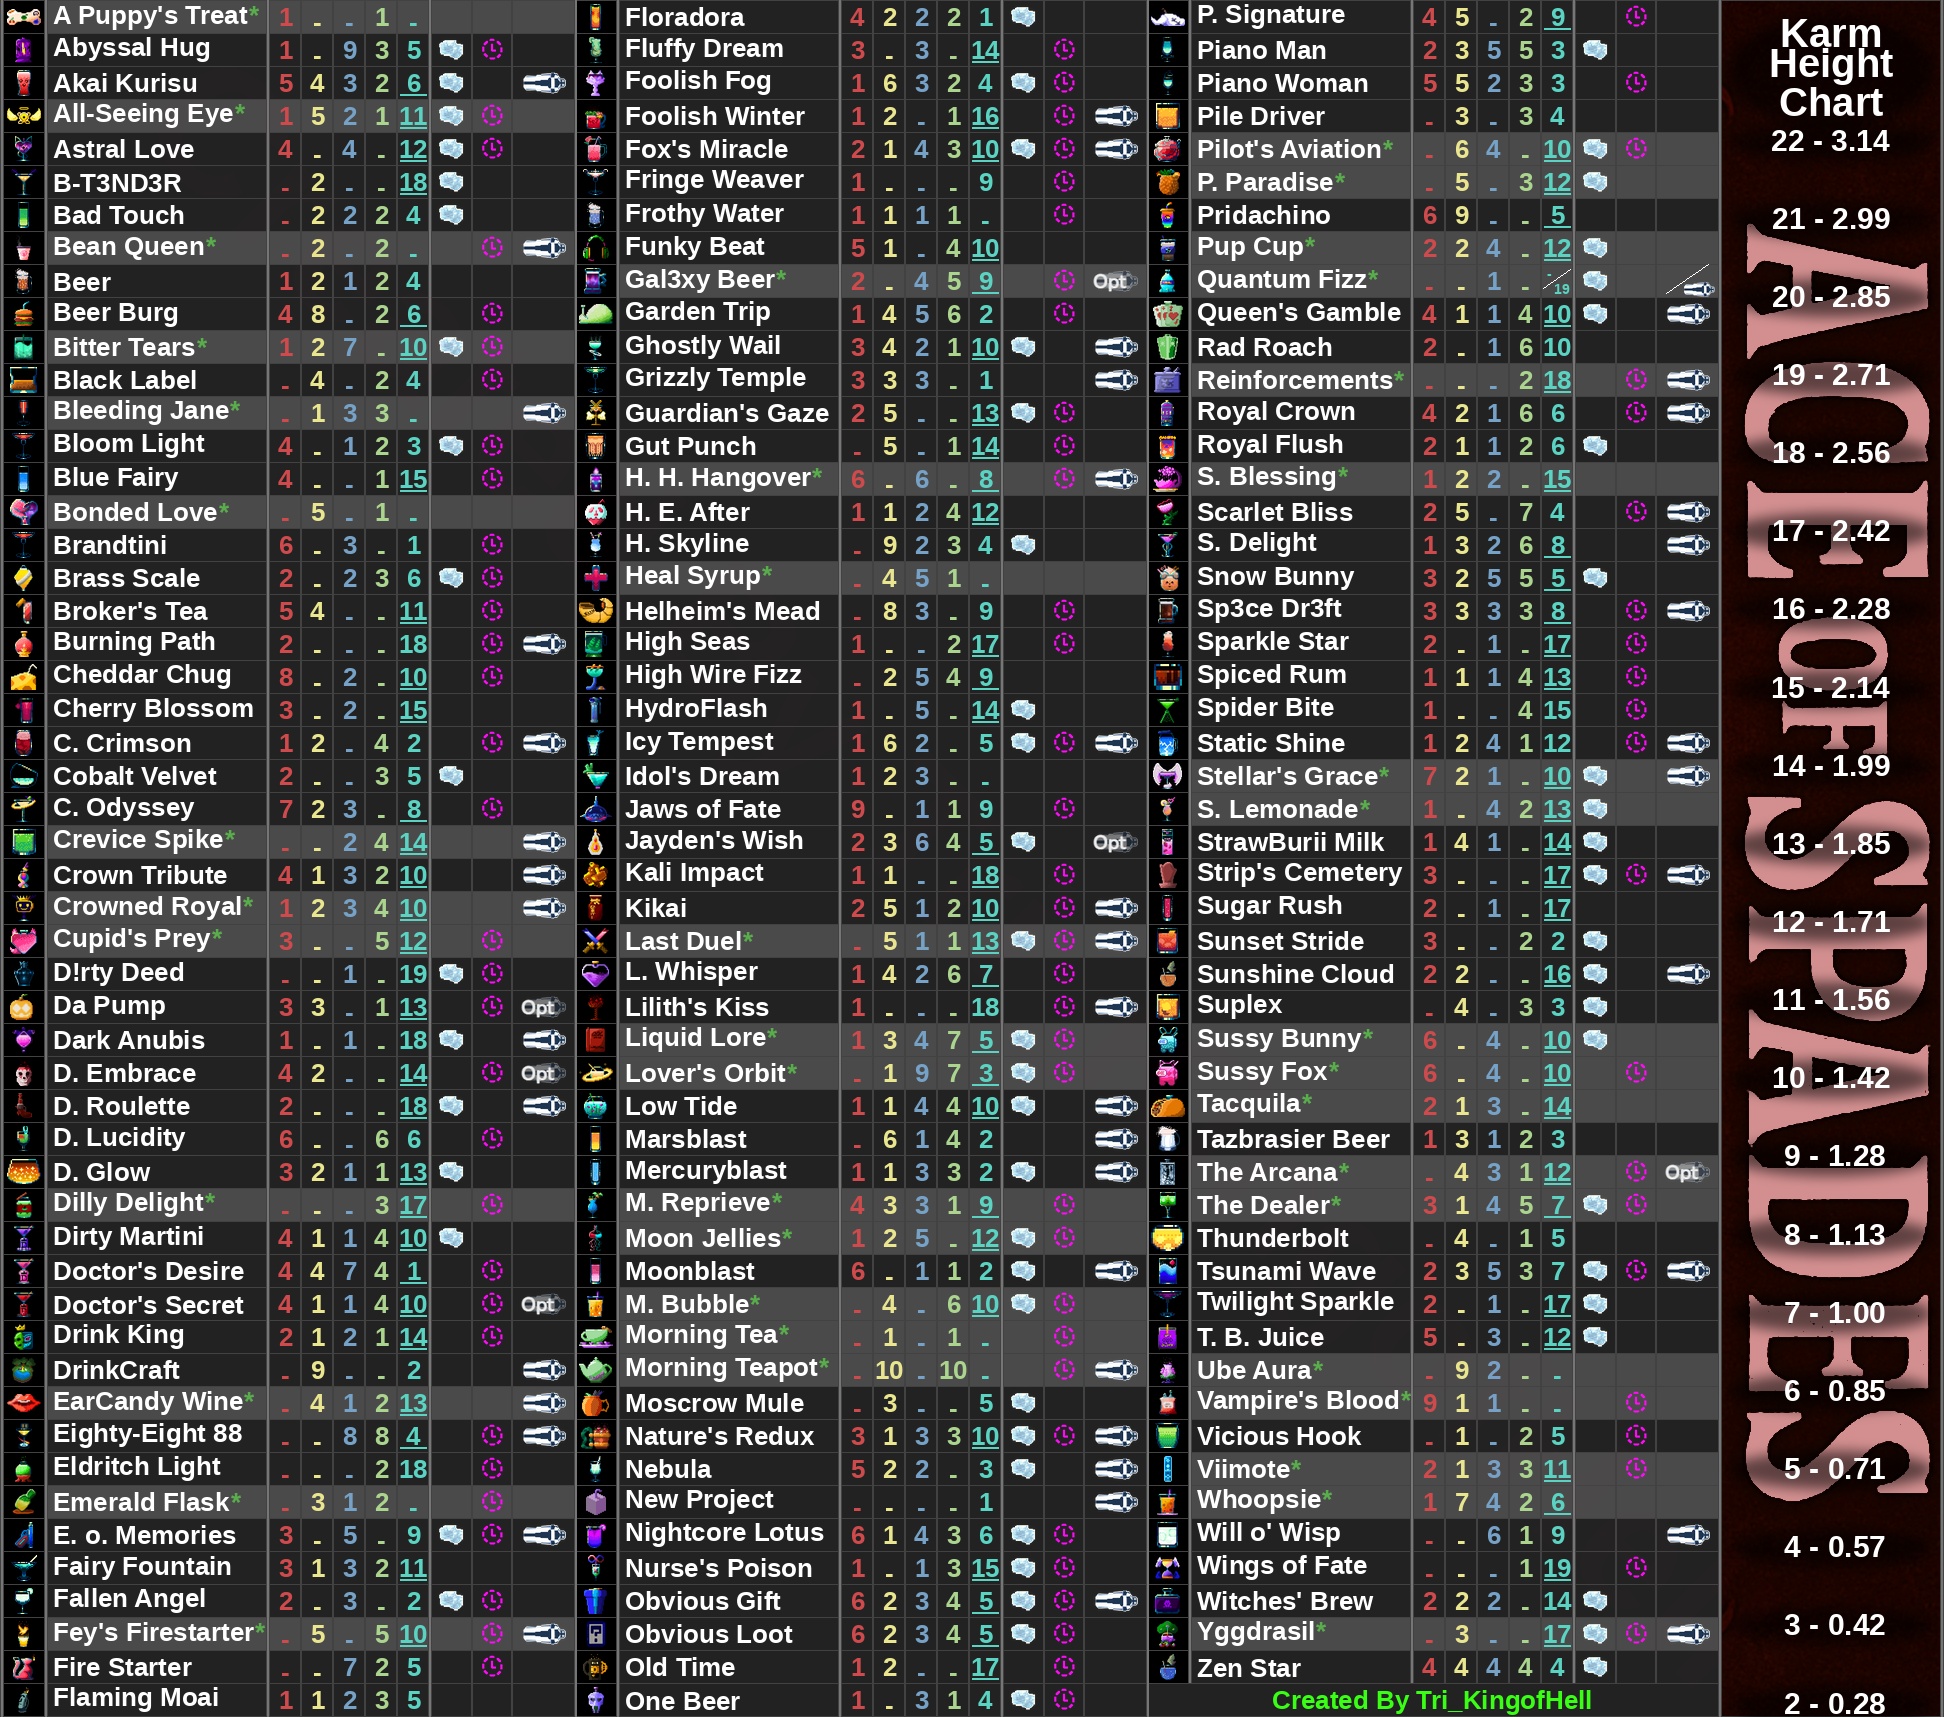 A Puppy's Treat* 1 - - 1 -
Abyssal Hug 1 - 9 3 5
Akai Kurisu 5 4 3 2 6
All-Seeing Eye* 1 5 2 1 11
Astral Love 4 - 4 - 12
B-T3ND3R - 2 - - 18
Bad Touch - 2 2 2 4
Bean Queen* - 2 - 2 -
Beer 1 2 1 2 4
Beer Burg 4 8 - 2 6
Bitter Tears* 1 2 7 - 10
Black Label - 4 - 2 4
Bleeding Jane* - 1 3 3 -
Bloom Light 4 - 1 2 3
Blue Fairy 4 - - 1 15
Bonded Love* - 5 - 1 -
Brandtini 6 - 3 - 1
Brass Scale 2 - 2 3 6
Broker's Tea 5 4 - - 11
Burning Path 2 - - - 18
Cheddar Chug 8 - 2 - 10
Cherry Blossom 3 - 2 - 15
C. Crimson 1 2 - 4 2
Cobalt Velvet 2 - - 3 5
C. Odyssey 7 2 3 - 8
Crevice Spike* - - 2 4 14
Crown Tribute 4 1 3 2 10
Crowned Royal* 1 2 3 4 10
Cupid's Prey* 3 - - 5 12
D!rty Deed - - 1 - 19
Da Pump 3 3 - 1 13 Opt
Dark Anubis 1 - 1 - 18
D. Embrace 4 2 - - 14 Opt
D. Roulette 2 - - - 18
D. Lucidity 6 - - 6 6
D. Glow 3 2 1 1 13
Dilly Delight* - - - 3 17
Dirty Martini 4 1 1 4 10
Doctor's Desire 4 4 7 4 1
Doctor's Secret 4 1 1 4 10 Opt
Drink King 2 1 2 1 14
DrinkCraft - 9 - - 2
EarCandy Wine* - 4 1 2 13
Eighty-Eight 88 - - 8 8 4
Eldritch Light - - - 2 18
Emerald Flask* - 3 1 2 -
E. o. Memories 3 - 5 - 9
Fairy Fountain 3 1 3 2 11
Fallen Angel 2 - 3 - 2
Fey's Firestarter* - 5 - 5 10
Fire Starter - - 7 2 5
Flaming Moai 1 1 2 3 5
Floradora 4 2 2 2 1
Fluffy Dream 3 - 3 - 14
Foolish Fog 1 6 3 2 4
Foolish Winter 1 2 - 1 16
Fox's Miracle 2 1 4 3 10
Fringe Weaver 1 - - - 9
Frothy Water 1 1 1 1 -
Funky Beat 5 1 - 4 10
Gal3xy Beer* 2 - 4 5 9 Opt
Garden Trip 1 4 5 6 2
Ghostly Wail 3 4 2 1 10
Grizzly Temple 3 3 3 - 1
Guardian's Gaze 2 5 - - 13
Gut Punch - 5 - 1 14
H. H. Hangover* 6 - 6 - 8
H. E. After 1 1 2 4 12
H. Skyline - 9 2 3 4
Heal Syrup* - 4 5 1 -
Helheim's Mead - 8 3 - 9
High Seas 1 - - 2 17
High Wire Fizz - 2 5 4 9
HydroFlash 1 - 5 - 14
Icy Tempest 1 6 2 - 5
Idol's Dream 1 2 3 - -
Jaws of Fate 9 - 1 1 9
Jayden's Wish 2 3 6 4 5 Opt
Kali Impact 1 1 - - 18
Kikai 2 5 1 2 10
Last Duel* - 5 1 1 13
L. Whisper 1 4 2 6 7
Lilith's Kiss 1 - - - 18
Liquid Lore* 1 3 4 7 5
Lover's Orbit* - 1 9 7 3
Low Tide 1 1 4 4 10
Marsblast - 6 1 4 2
Mercuryblast 1 1 3 3 2
M. Reprieve* 4 3 3 1 9
Moon Jellies* 1 2 5 - 12
Moonblast 6 - 1 1 2
M. Bubble* - 4 - 6 10
Morning Tea* - 1 - 1 -
Morning Teapot* - 10 - 10 -
Moscrow Mule - 3 - - 5
Nature's Redux 3 1 3 3 10
Nebula 5 2 2 - 3
New Project - - - - 1
Nightcore Lotus 6 1 4 3 6
Nurse's Poison 1 - 1 3 15
Obvious Gift 6 2 3 4 5
Obvious Loot 6 2 3 4 5
Old Time 1 2 - - 17
One Beer 1 - 3 1 4
P. Signature 4 5 - 2 9
Piano Man 2 3 5 5 3
Piano Woman 5 5 2 3 3
Pile Driver - 3 - 3 4
Pilot's Aviation* - 6 4 - 10
P. Paradise* - 5 - 3 12
Pridachino 6 9 - - 5
Pup Cup* 2 2 4 - 12
Quantum Fizz* - - 1 - -/19
Queen's Gamble 4 1 1 4 10
Rad Roach 2 - 1 6 10
Reinforcements* - - - 2 18
Royal Crown 4 2 1 6 6
Royal Flush 2 1 1 2 6
S. Blessing* 1 2 2 - 15
Scarlet Bliss 2 5 - 7 4
S. Delight 1 3 2 6 8
Snow Bunny 3 2 5 5 5
Sp3ce Dr3ft 3 3 3 3 8
Sparkle Star 2 - 1 - 17
Spiced Rum 1 1 1 4 13
Spider Bite 1 - - 4 15
Static Shine 1 2 4 1 12
Stellar's Grace* 7 2 1 - 10
S. Lemonade* 1 - 4 2 13
StrawBurii Milk 1 4 1 - 14
Strip's Cemetery 3 - - - 17
Sugar Rush 2 - 1 - 17
Sunset Stride 3 - - 2 2
Sunshine Cloud 2 2 - - 16
Suplex - 4 - 3 3
Sussy Bunny* 6 - 4 - 10
Sussy Fox* 6 - 4 - 10
Tacquila* 2 1 3 - 14
Tazbrasier Beer 1 3 1 2 3
The Arcana* - 4 3 1 12 Opt
The Dealer* 3 1 4 5 7
Thunderbolt - 4 - 1 5
Tsunami Wave 2 3 5 3 7
Twilight Sparkle 2 - 1 - 17
T. B. Juice 5 - 3 - 12
Ube Aura* - 9 2 - -
Vampire's Blood* 9 1 1 - -
Vicious Hook - 1 - 2 5
Viimote* 2 1 3 3 11
Whoopsie* 1 7 4 2 6
Will o' Wisp - - 6 1 9
Wings of Fate - - - 1 19
Witches' Brew 2 2 2 - 14
Yggdrasil* - 3 - - 17
Zen Star 4 4 4 4 4
Created By Tri_KingofHell
Karm
Height
Chart
22 - 3.14
21 - 2.99
20 - 2.85
19 - 2.71
18 - 2.56
17 - 2.42
16 - 2.28
15 - 2.14
14 - 1.99
13 - 1.85
12 - 1.71
11 - 1.56
10 - 1.42
9 - 1.28
8 - 1.13
7 - 1.00
6 - 0.85
5 - 0.71
4 - 0.57
3 - 0.42
2 - 0.28
ACE OF SPADES